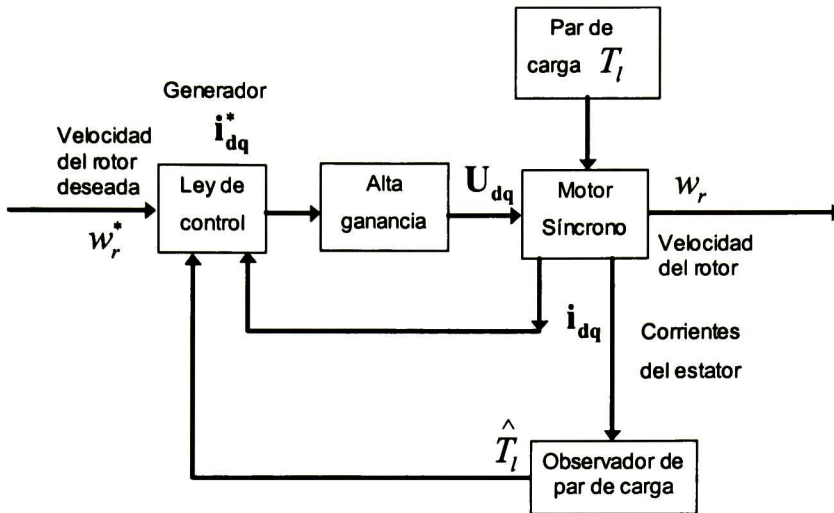 Par de
carga T_l
Generador
i*_dq
Velocidad
del rotor
deseada
w*_r
Ley de
control
Alta
ganancia
U_dq
Motor
Síncrono
w_r
Velocidad
del rotor
i_dq
Corrientes
del estator
T̂_l
Observador de
par de carga